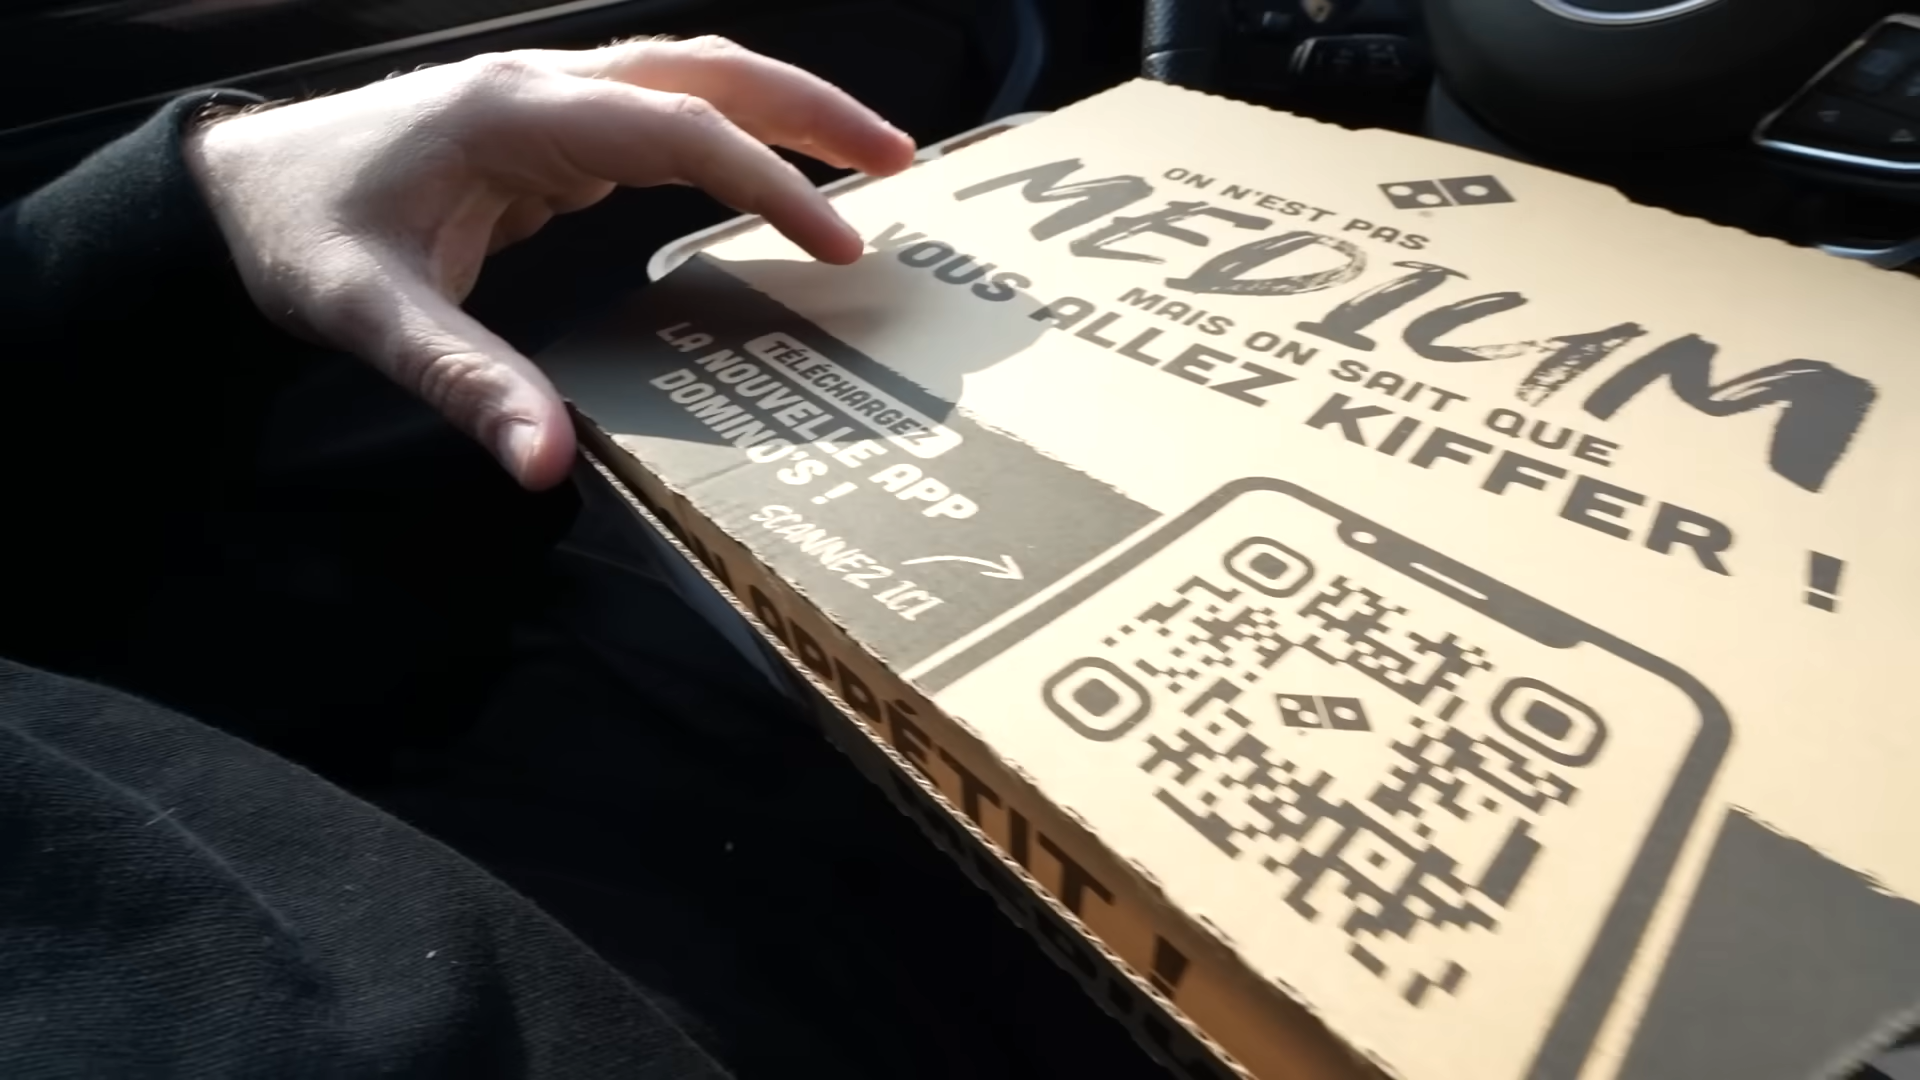 ON N'EST PAS
MEDIUM
MAIS ON SAIT QUE
VOUS ALLEZ KIFFER !
TÉLÉCHARGEZ
LA NOUVELLE APP
DOMINO'S !
SCANNEZ ICI
BON APPÉTIT !